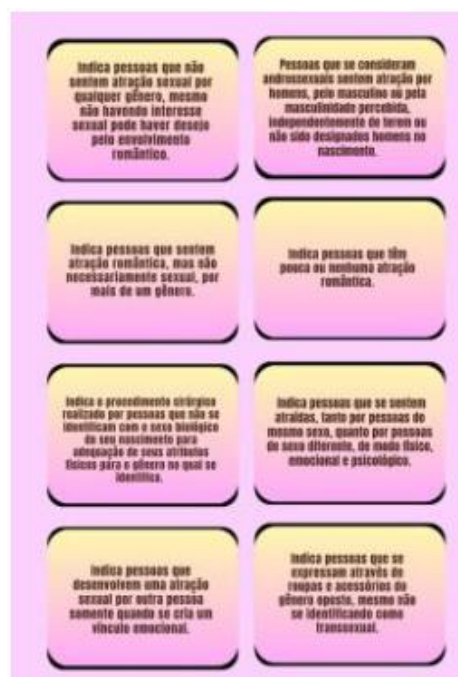 Indica pessoas que não
sentem atração sexual por
qualquer gênero, mesmo
não havendo interesse
sexual pode haver desejo
pelo envolvimento
romântico.
Pessoas que se consideram
androssexuais sentem atração por
homens, pelo masculino ou pela
masculinidade percebida,
independentemente de terem ou
não sido designados homens no
nascimento.
Indica pessoas que sentem
atração romântica, mas não
necessariamente sexual, por
mais de um gênero.
Indica pessoas que têm
pouca ou nenhuma atração
romântica.
Indica o procedimento cirúrgico
realizado por pessoas que não se
identificam com o sexo biológico
do seu nascimento para
adequação de seus atributos
físicos para o gênero no qual se
identifica.
Indica pessoas que se sentem
atraídas, tanto por pessoas do
mesmo sexo, quanto por pessoas
do sexo diferente, de modo físico,
emocional e psicológico.
Indica pessoas que
desenvolvem uma atração
sexual por outra pessoa
somente quando se cria um
vínculo emocional.
Indica pessoas que se
expressam através de
roupas e acessórios do
gênero oposto, mesmo não
se identificando como
transsexual.